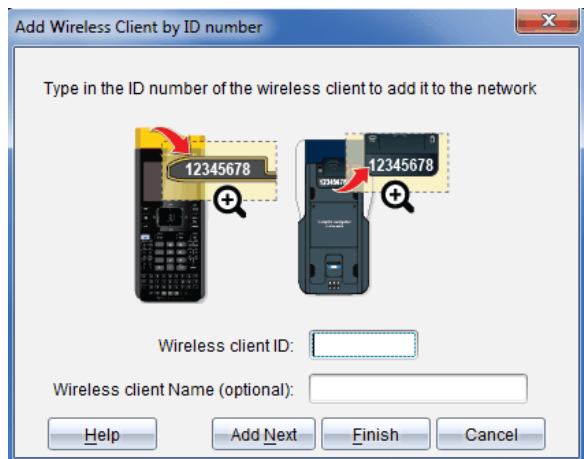 Add Wireless Client by ID number
Type in the ID number of the wireless client to add it to the network
12345678
12345678
12345678
Wireless client ID:
Wireless client Name (optional):
Help Add Next Finish Cancel